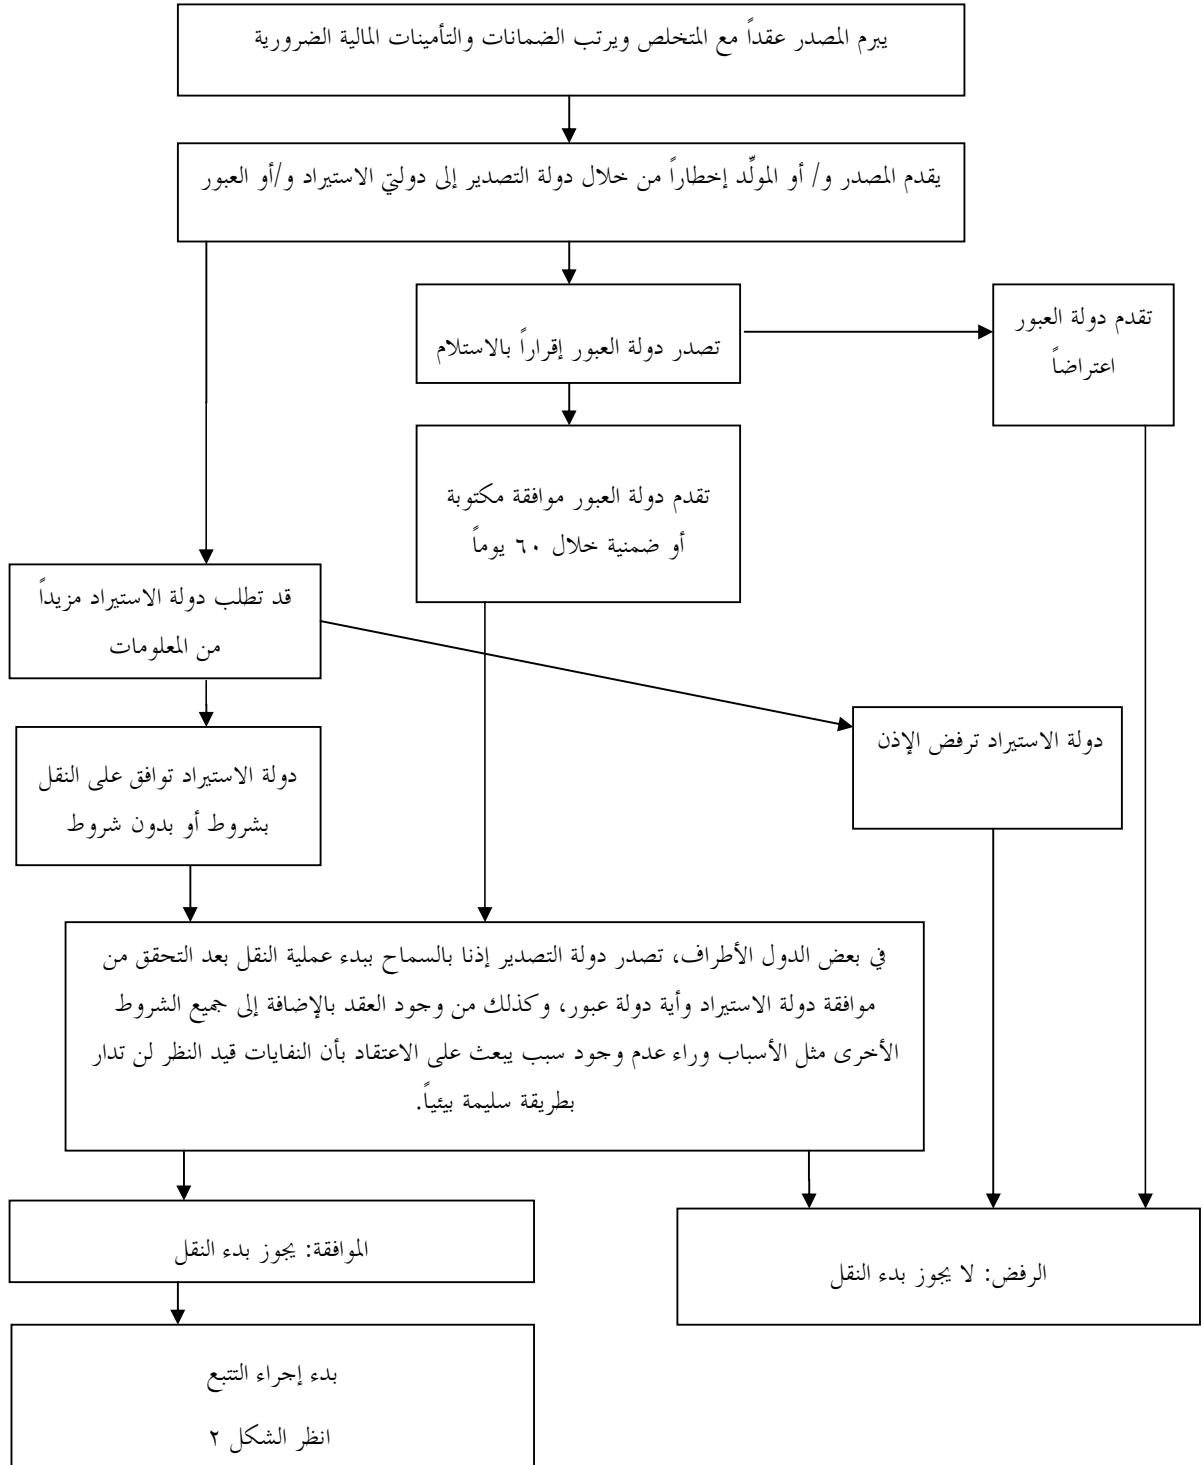 يبرم المصدر عقداً مع المتخلص ويرتب الضمانات والتأمينات المالية الضرورية
يقدم المصدر و/ أو المولِّد إخطاراً من خلال دولة التصدير إلى دولتي الاستيراد و/أو العبور
تصدر دولة العبور إقراراً بالاستلام
تقدم دولة العبور
اعتراضاً
تقدم دولة العبور موافقة مكتوبة
أو ضمنية خلال ٦٠ يوماً
قد تطلب دولة الاستيراد مزيداً
من المعلومات
دولة الاستيراد ترفض الإذن
دولة الاستيراد توافق على النقل
بشروط أو بدون شروط
في بعض الدول الأطراف، تصدر دولة التصدير إذنا بالسماح ببدء عملية النقل بعد التحقق من
موافقة دولة الاستيراد وأية دولة عبور، وكذلك من وجود العقد بالإضافة إلى جميع الشروط
الأخرى مثل الأسباب وراء عدم وجود سبب يبعث على الاعتقاد بأن النفايات قيد النظر لن تدار
بطريقة سليمة بيئياً.
الموافقة: يجوز بدء النقل
الرفض: لا يجوز بدء النقل
بدء إجراء التتبع
انظر الشكل ٢